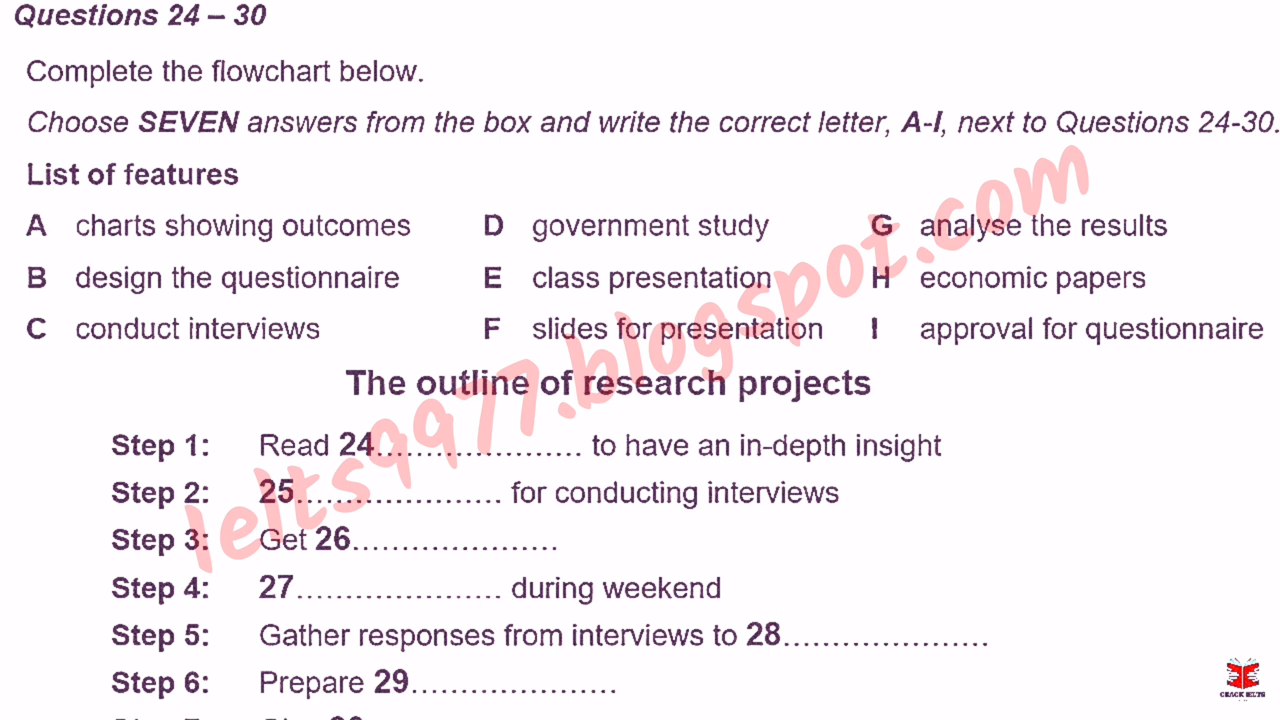 Questions 24 – 30
Complete the flowchart below.
Choose SEVEN answers from the box and write the correct letter, A-I, next to Questions 24-30.
List of features
A charts showing outcomes D government study G analyse the results
B design the questionnaire E class presentation H economic papers
C conduct interviews F slides for presentation I approval for questionnaire
The outline of research projects
Step 1: Read 24..................... to have an in-depth insight
Step 2: 25..................... for conducting interviews
Step 3: Get 26.....................
Step 4: 27..................... during weekend
Step 5: Gather responses from interviews to 28.....................
Step 6: Prepare 29.....................
Ielts9977.blogspot.com
CRACK IELTS